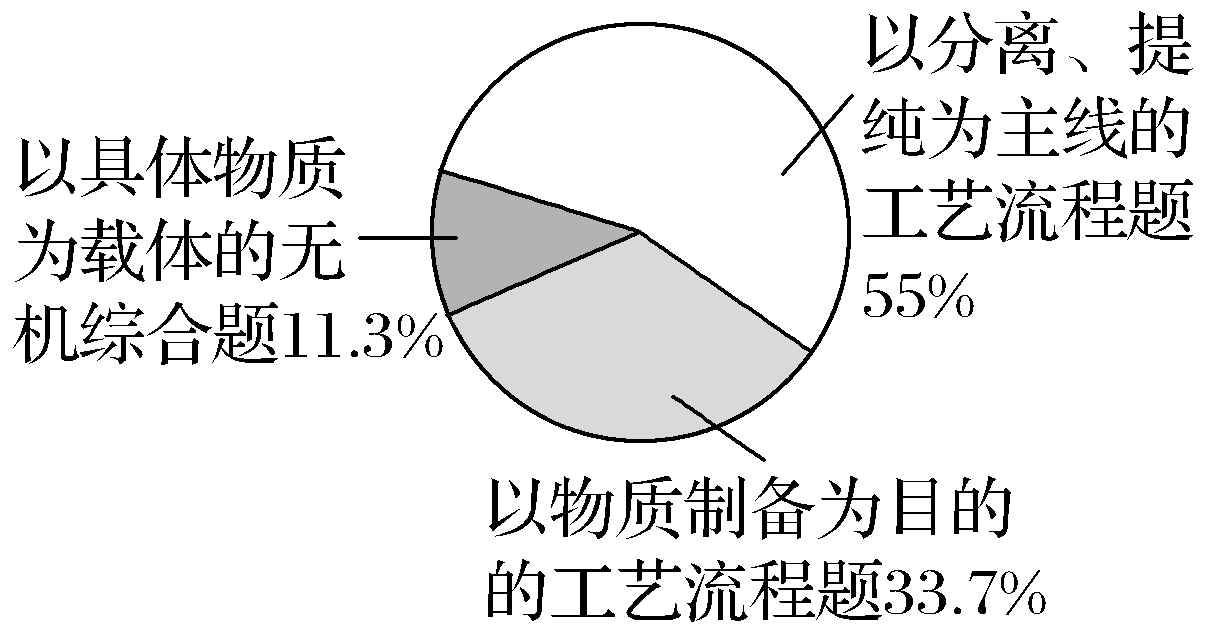 以分离、提
纯为主线的
工艺流程题
55%
以具体物质
为载体的无
机综合题11.3%
以物质制备为目的
的工艺流程题33.7%